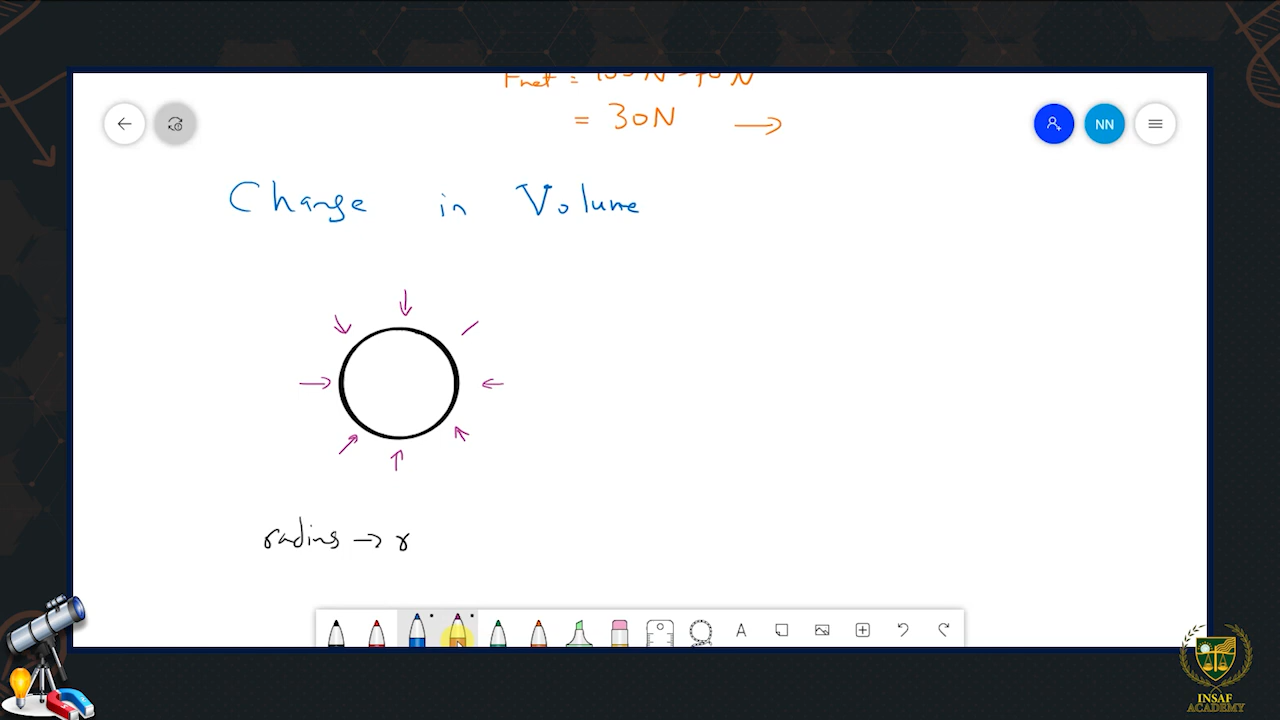 = 30N →
NN
Change in Volume
radius → r
A
INSAF
ACADEMY